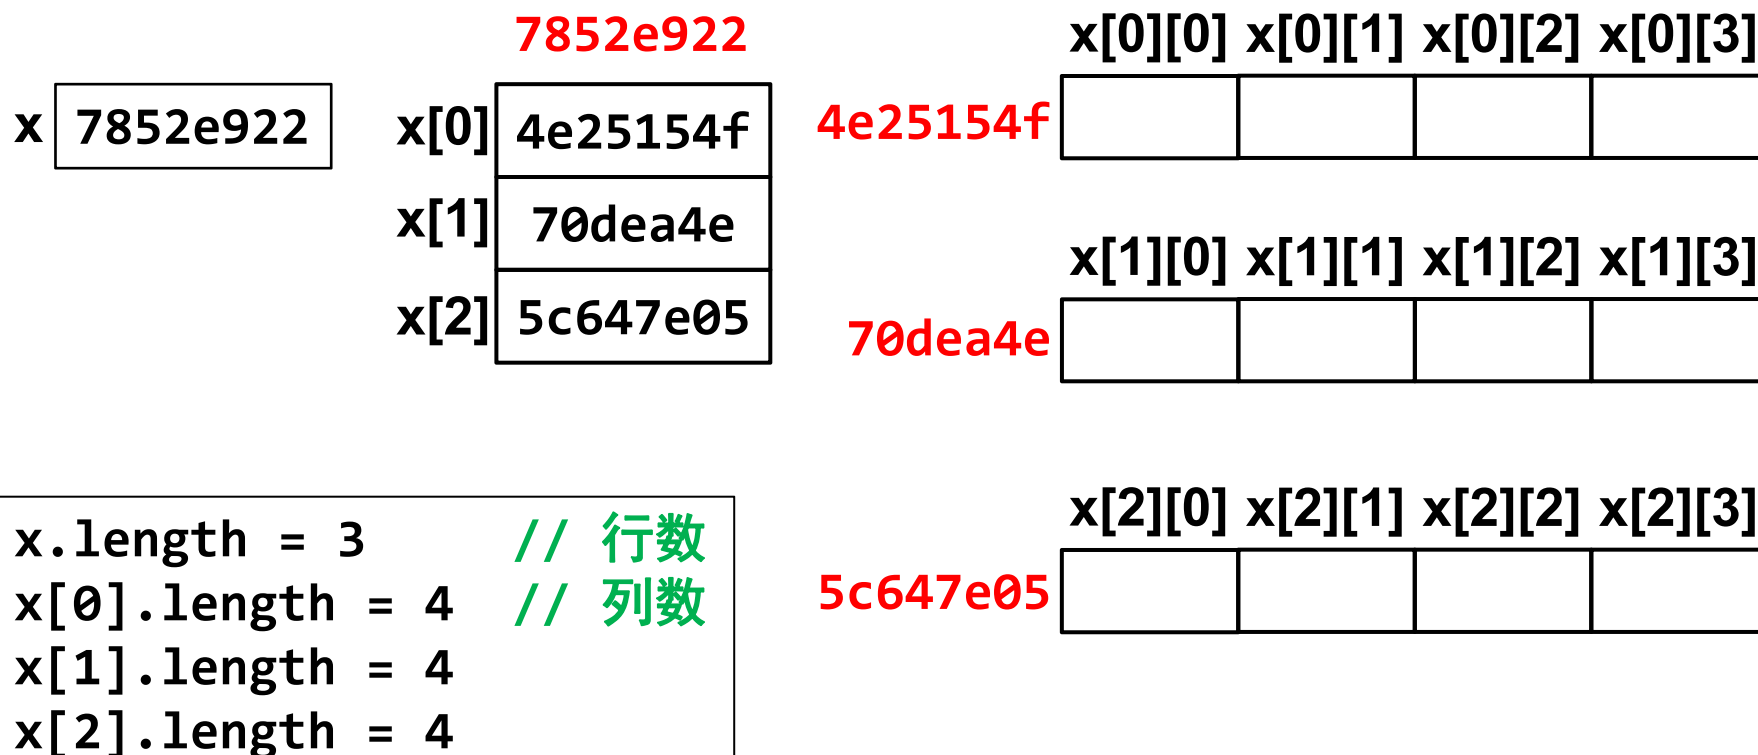 7852e922
x 7852e922
x[0] 4e25154f
x[1] 70dea4e
x[2] 5c647e05
x[0][0] x[0][1] x[0][2] x[0][3]
4e25154f
x[1][0] x[1][1] x[1][2] x[1][3]
70dea4e
x[2][0] x[2][1] x[2][2] x[2][3]
5c647e05
x.length = 3 // 行数
x[0].length = 4 // 列数
x[1].length = 4
x[2].length = 4